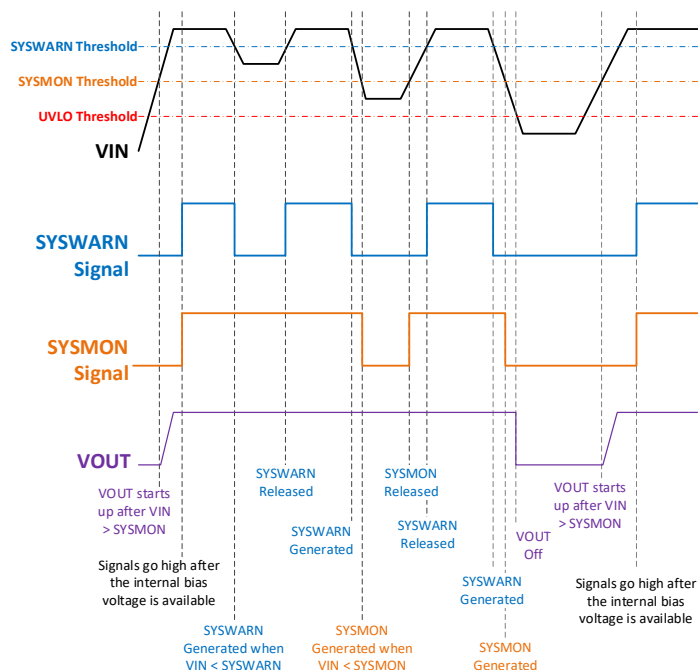 SYSWARN Threshold
SYSMON Threshold
UVLO Threshold
VIN
SYSWARN
Signal
SYSMON
Signal
VOUT
VOUT starts
up after VIN
> SYSMON
Signals go high after
the internal bias
voltage is available
SYSWARN
Generated when
VIN < SYSWARN
SYSWARN
Released
SYSWARN
Generated
SYSMON
Generated when
VIN < SYSMON
SYSMON
Released
SYSWARN
Released
SYSWARN
Generated
SYSMON
Generated
VOUT
Off
VOUT starts
up after VIN
> SYSMON
Signals go high after
the internal bias
voltage is available